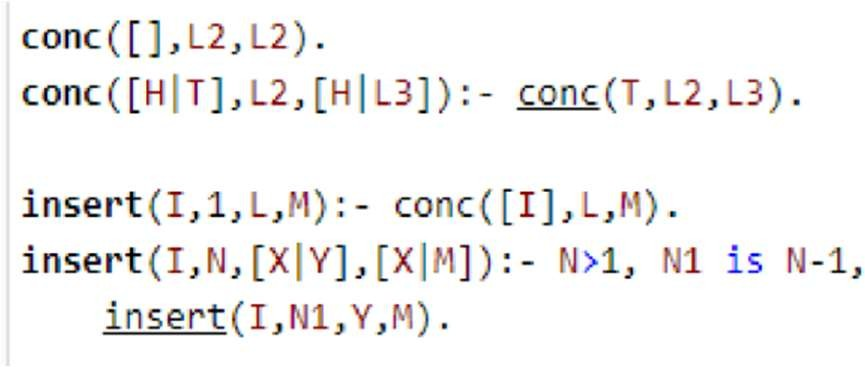 conc([],L2,L2).
conc([H|T],L2,[H|L3]):- conc(T,L2,L3).
insert(I,1,L,M):- conc([I],L,M).
insert(I,N,[X|Y],[X|M]):- N>1, N1 is N-1,
insert(I,N1,Y,M).